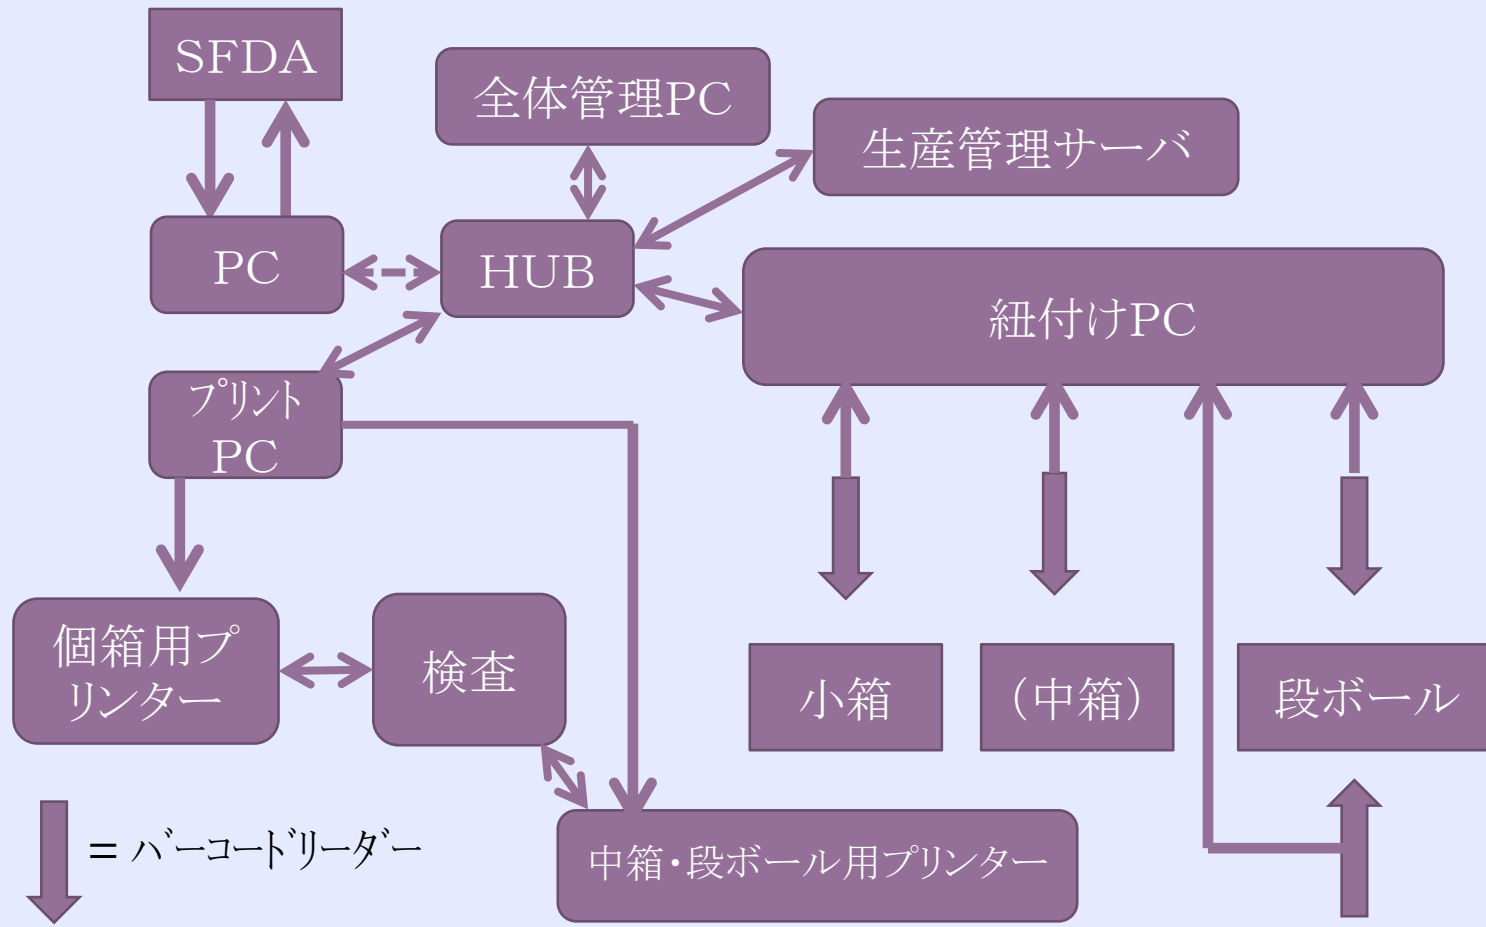 SFDA
全体管理PC
生産管理サーバ
PC
HUB
紐付けPC
プリント
PC
個箱用プ
リンター
検査
小箱
（中箱）
段ボール
= バーコードリーダー
中箱・段ボール用プリンター